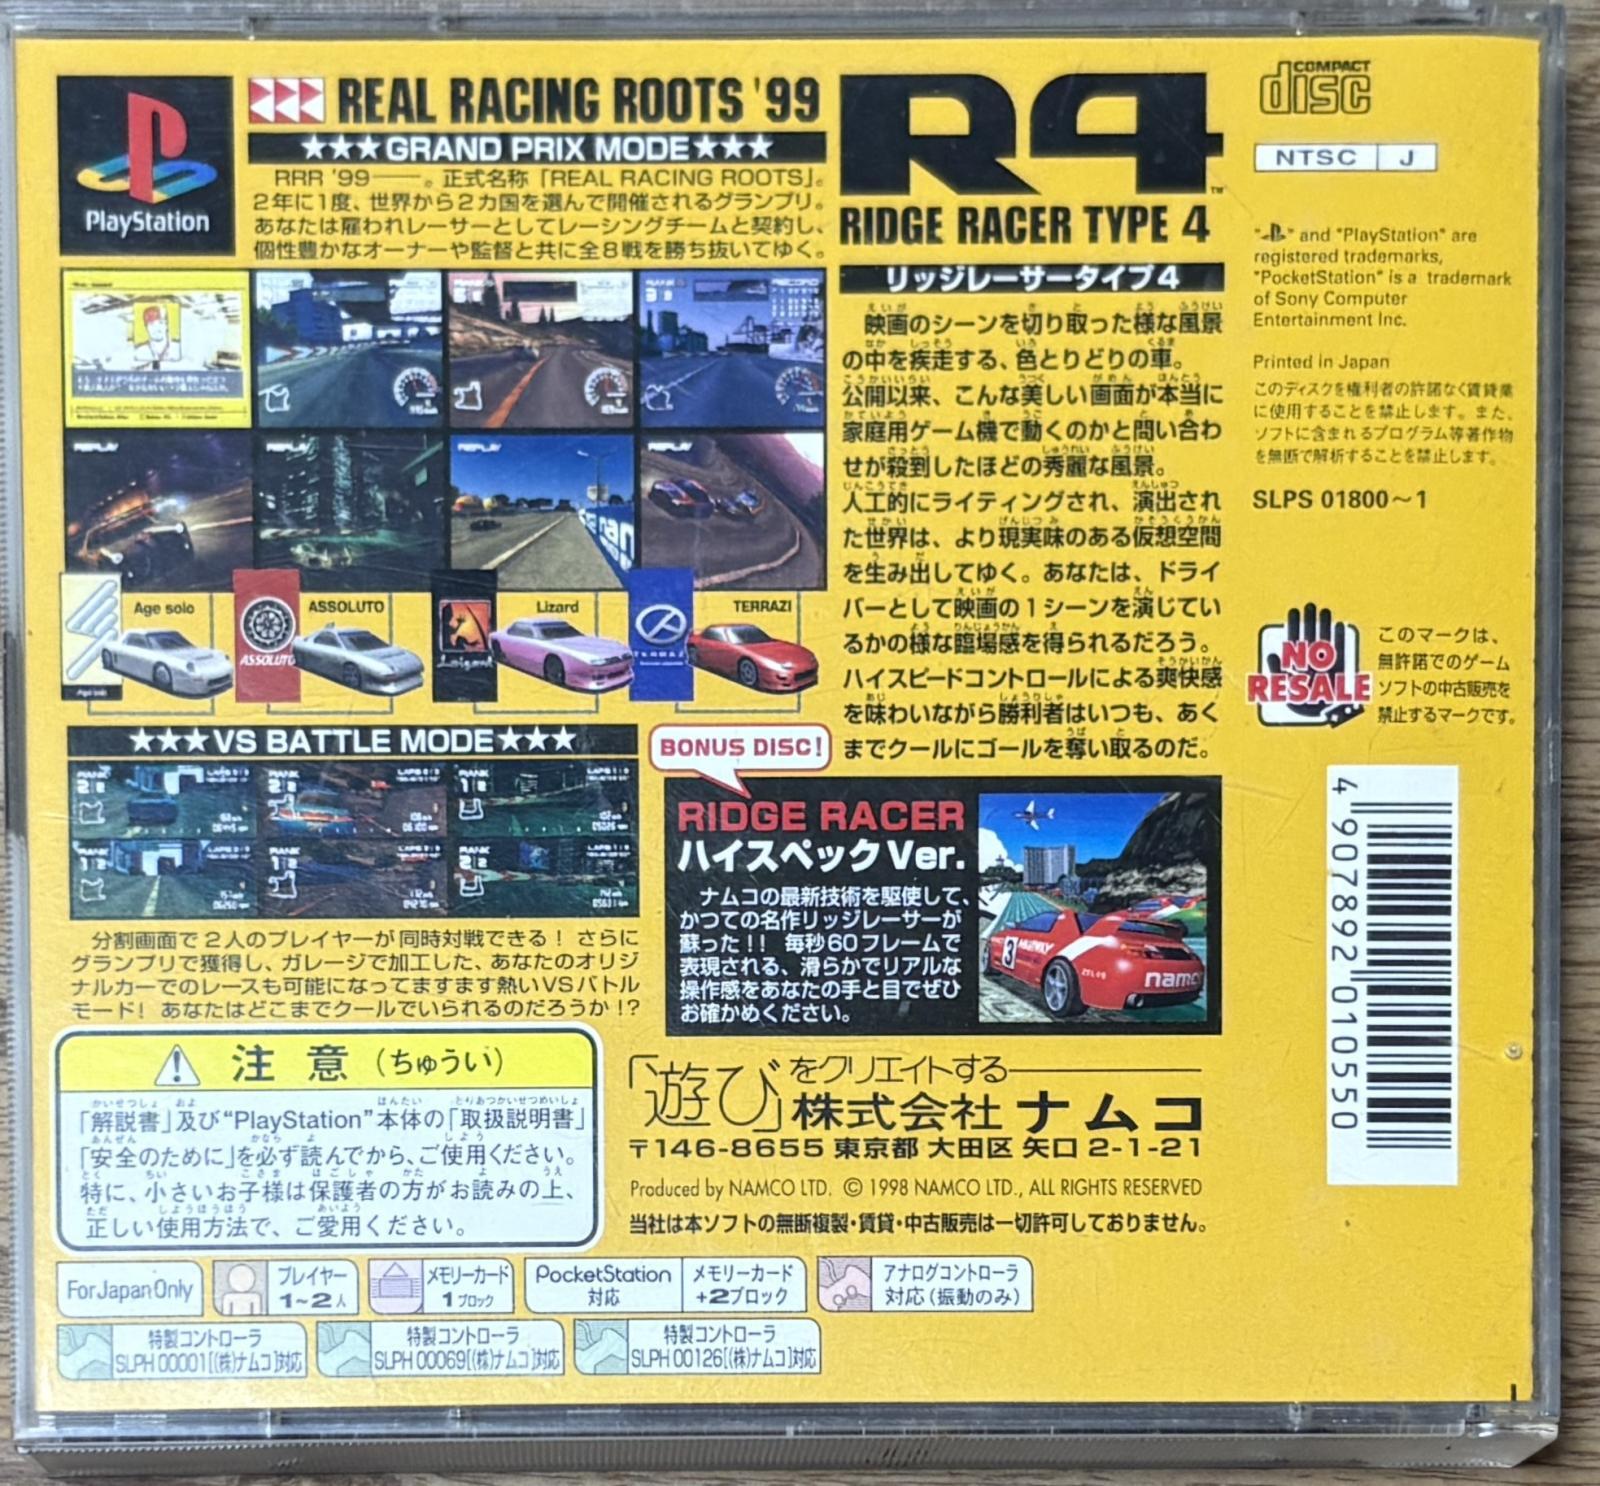 PlayStation
REAL RACING ROOTS '99
★★★GRAND PRIX MODE★★★
RRR '99──。正式名称「REAL RACING ROOTS」。
2年に1度、世界から2カ国を選んで開催されるグランプリ。
あなたは雇われレーサーとしてレーシングチームと契約し、
個性豊かなオーナーや監督と共に全8戦を勝ち抜いてゆく。
REPLAY
REPLAY
REPLAY
REPLAY
Age solo
ASSOLUTO
ASSOLUTO
Lizard
TERRAZI
★★★VS BATTLE MODE★★★
分割画面で2人のプレイヤーが同時対戦できる！ さらに
グランプリで獲得し、ガレージで加工した、あなたのオリジ
ナルカーでのレースも可能になってますます熱いVSバトル
モード！ あなたはどこまでクールでいられるのだろうか!?
注意（ちゅうい）
「解説書」及び“PlayStation”本体の「取扱説明書」
「安全のために」を必ず読んでから、ご使用ください。
特に、小さいお子様は保護者の方がお読みの上、
正しい使用方法で、ご愛用ください。
R4
™
RIDGE RACER TYPE 4
リッジレーサータイプ4
映画のシーンを切り取った様な風景
の中を疾走する、色とりどりの車。
公開以来、こんな美しい画面が本当に
家庭用ゲーム機で動くのかと問い合わ
せが殺到したほどの秀麗な風景。
人工的にライティングされ、演出され
た世界は、より現実味のある仮想空間
を生み出してゆく。あなたは、ドライ
バーとして映画の1シーンを演じてい
るかの様な臨場感を得られるだろう。
ハイスピードコントロールによる爽快感
を味わいながら勝利者はいつも、あく
までクールにゴールを奪い取るのだ。
BONUS DISC!
RIDGE RACER
ハイスペックVer.
ナムコの最新技術を駆使して、
かつての名作リッジレーサーが
蘇った!! 毎秒60フレームで
表現される、滑らかでリアルな
操作感をあなたの手と目でぜひ
お確かめください。
3
namco
「遊び」をクリエイトする──
株式会社ナムコ
〒146-8655 東京都 大田区 矢口 2-1-21
Produced by NAMCO LTD. © 1998 NAMCO LTD., ALL RIGHTS RESERVED
当社は本ソフトの無断複製・賃貸・中古販売は一切許可しておりません。
COMPACT
disc
NTSC J
"PS" and "PlayStation" are
registered trademarks,
"PocketStation" is a trademark
of Sony Computer
Entertainment Inc.
Printed in Japan
このディスクを権利者の許諾なく賃貸業
に使用することを禁止します。また、
ソフトに含まれるプログラム等著作物
を無断で解析することを禁止します。
SLPS 01800～1
NO
RESALE
このマークは、
無許諾でのゲーム
ソフトの中古販売を
禁止するマークです。
4 907892 010550
For Japan Only
プレイヤー
1～2人
メモリーカード
1ブロック
PocketStation
対応
メモリーカード
+2ブロック
アナログコントローラ
対応（振動のみ）
特製コントローラ
SLPH 00001[(株)ナムコ]対応
特製コントローラ
SLPH 00069[(株)ナムコ]対応
特製コントローラ
SLPH 00126[(株)ナムコ]対応